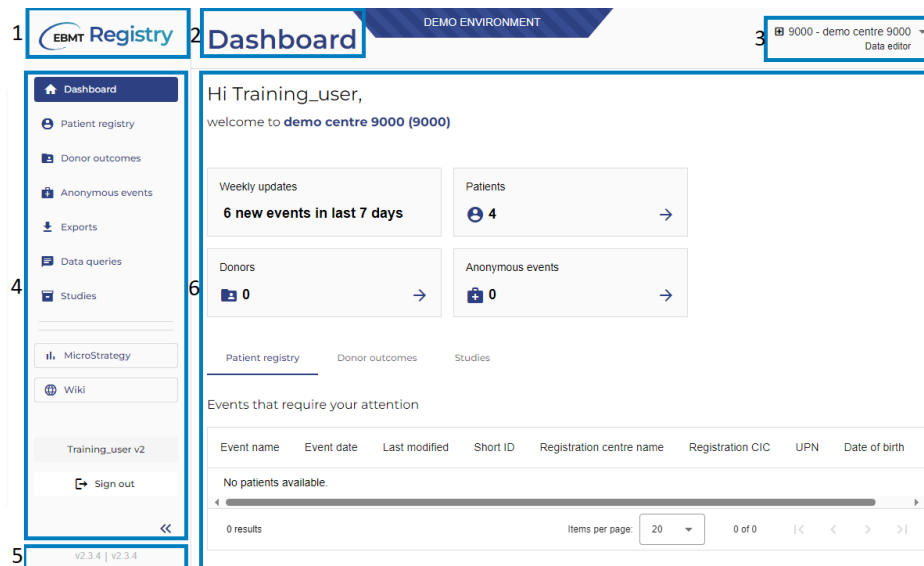 1
EBMT Registry
2
Dashboard
DEMO ENVIRONMENT
3
9000 - demo centre 9000
Data editor
4
Dashboard
Patient registry
Donor outcomes
Anonymous events
Exports
Data queries
Studies
MicroStrategy
Wiki
Training_user v2
Sign out
5
v2.3.4 | v2.3.4
6
Hi Training_user,
welcome to demo centre 9000 (9000)
Weekly updates
6 new events in last 7 days
Patients
4
Donors
0
Anonymous events
0
Patient registry Donor outcomes Studies
Events that require your attention
Event name Event date Last modified Short ID Registration centre name Registration CIC UPN Date of birth
No patients available.
0 results Items per page: 20 0 of 0